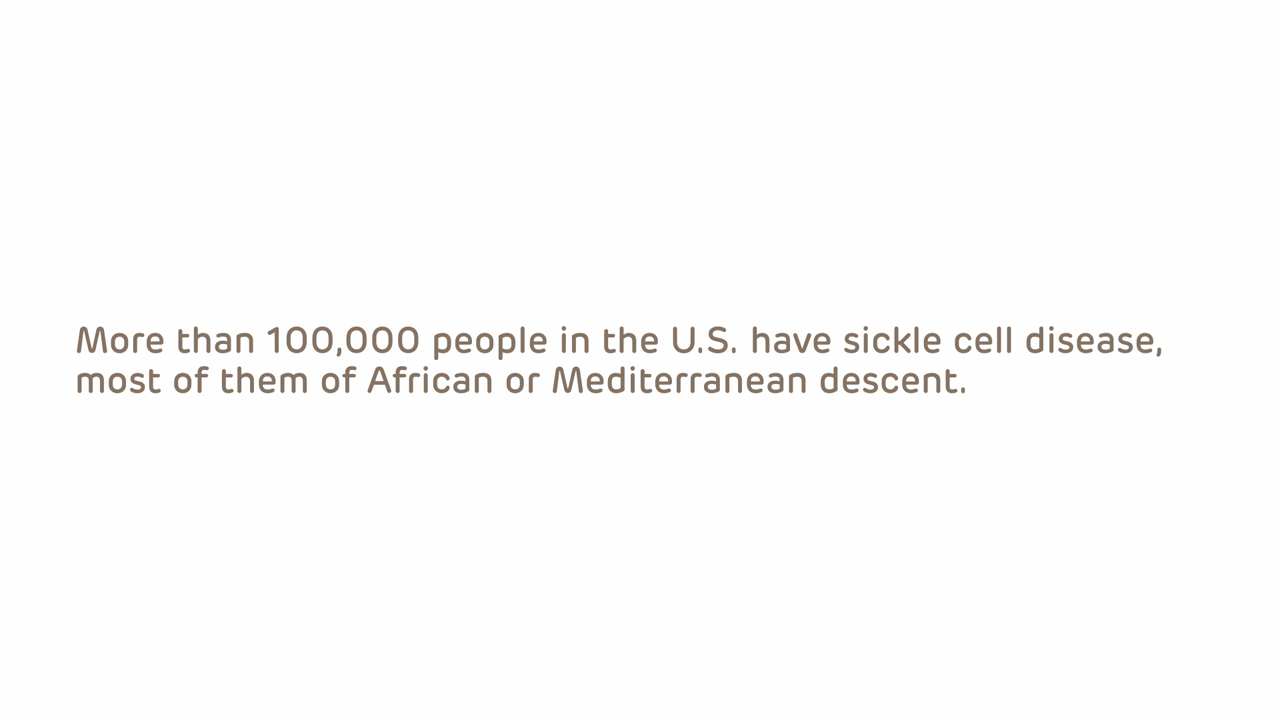 More than 100,000 people in the U.S. have sickle cell disease,
most of them of African or Mediterranean descent.